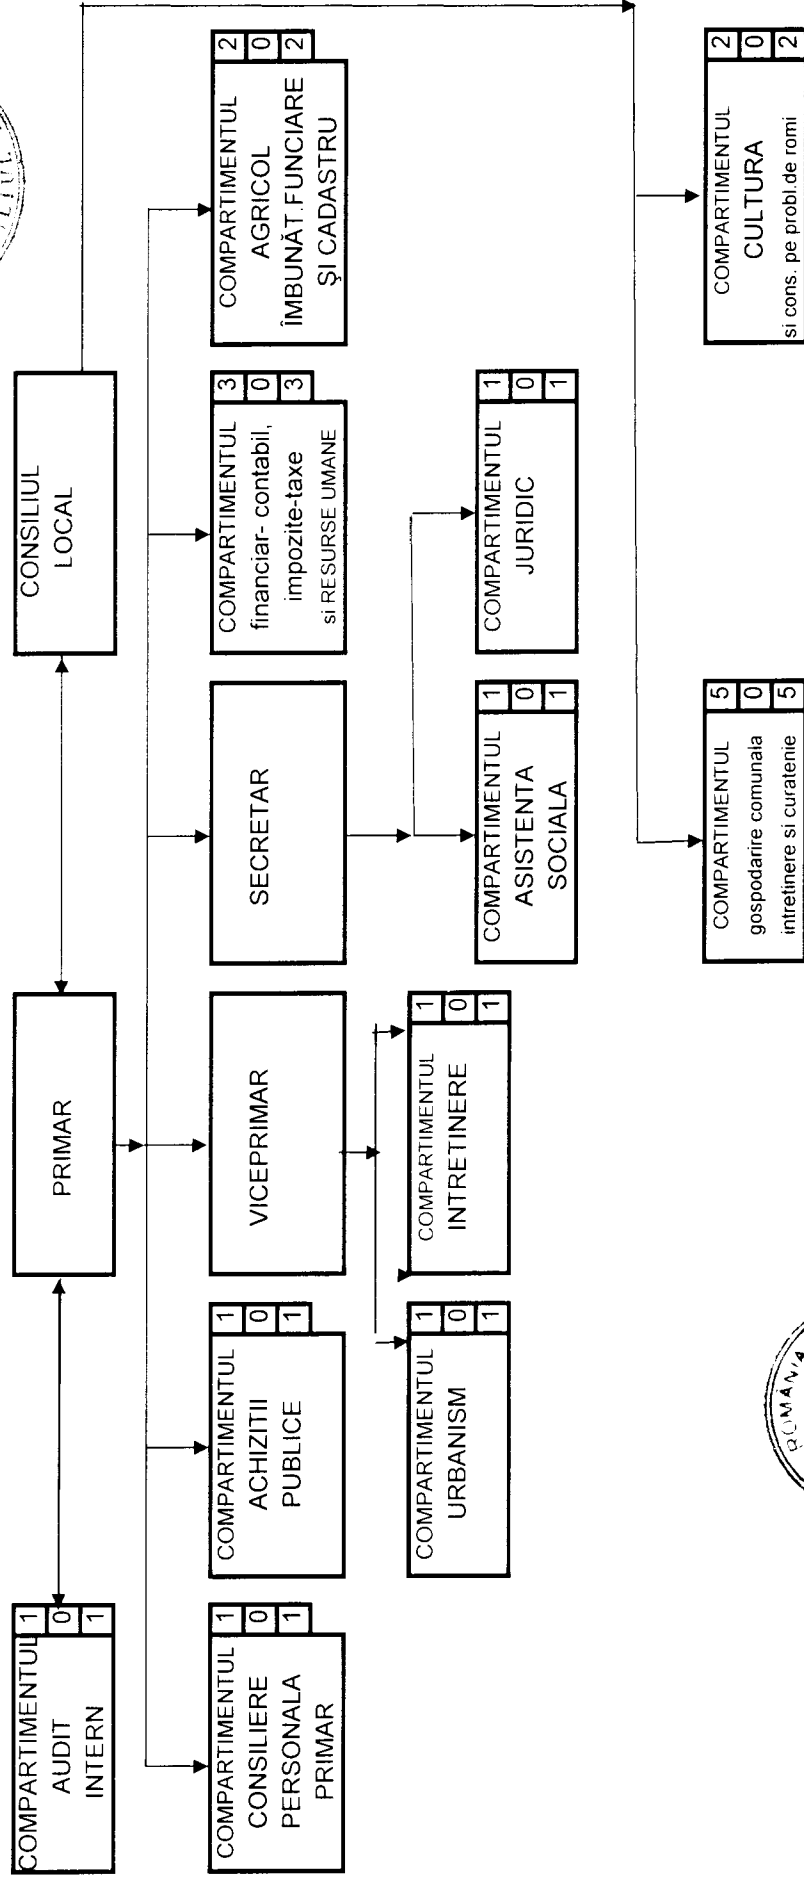 COMPARTIMENTUL
AUDIT
INTERN
1
0
1
PRIMAR
CONSILIUL
LOCAL
COMPARTIMENTUL
CONSILIERE
PERSONALA
PRIMAR
1
0
1
COMPARTIMENTUL
ACHIZITII
PUBLICE
1
0
1
VICEPRIMAR
SECRETAR
COMPARTIMENTUL
financiar- contabil,
impozite-taxe
si RESURSE UMANE
3
0
3
COMPARTIMENTUL
AGRICOL
ÎMBUNĂT.FUNCIARE
ŞI CADASTRU
2
0
2
COMPARTIMENTUL
URBANISM
1
0
1
COMPARTIMENTUL
INTRETINERE
1
0
1
COMPARTIMENTUL
ASISTENTA
SOCIALA
1
0
1
COMPARTIMENTUL
JURIDIC
1
0
1
COMPARTIMENTUL
gospodarire comunala
intretinere si curatenie
5
0
5
COMPARTIMENTUL
CULTURA
si cons. pe probl.de romi
2
0
2
ROMÂNIA